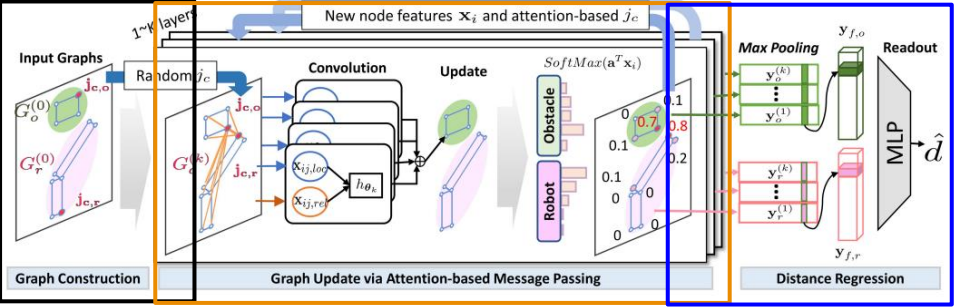 New node features x_i and attention-based j_c
1~K layers
Input Graphs
Random j_c
j_c,o
G_o^(0)
G_r^(0)
j_c,r
Graph Construction
j_c,o
j_c,r
Convolution
x_ij,loc
x_ij,rel
h_θ_k
Update
SoftMax(a^T x_i)
Obstacle
Robot
0.1
0
0.7
0.8
0.1
0.2
0.1
0
0
0
0
Graph Update via Attention-based Message Passing
Max Pooling
y_f,o
Readout
y_o^(k)
y_o^(1)
y_r^(k)
y_r^(1)
y_f,r
MLP
d̂
Distance Regression